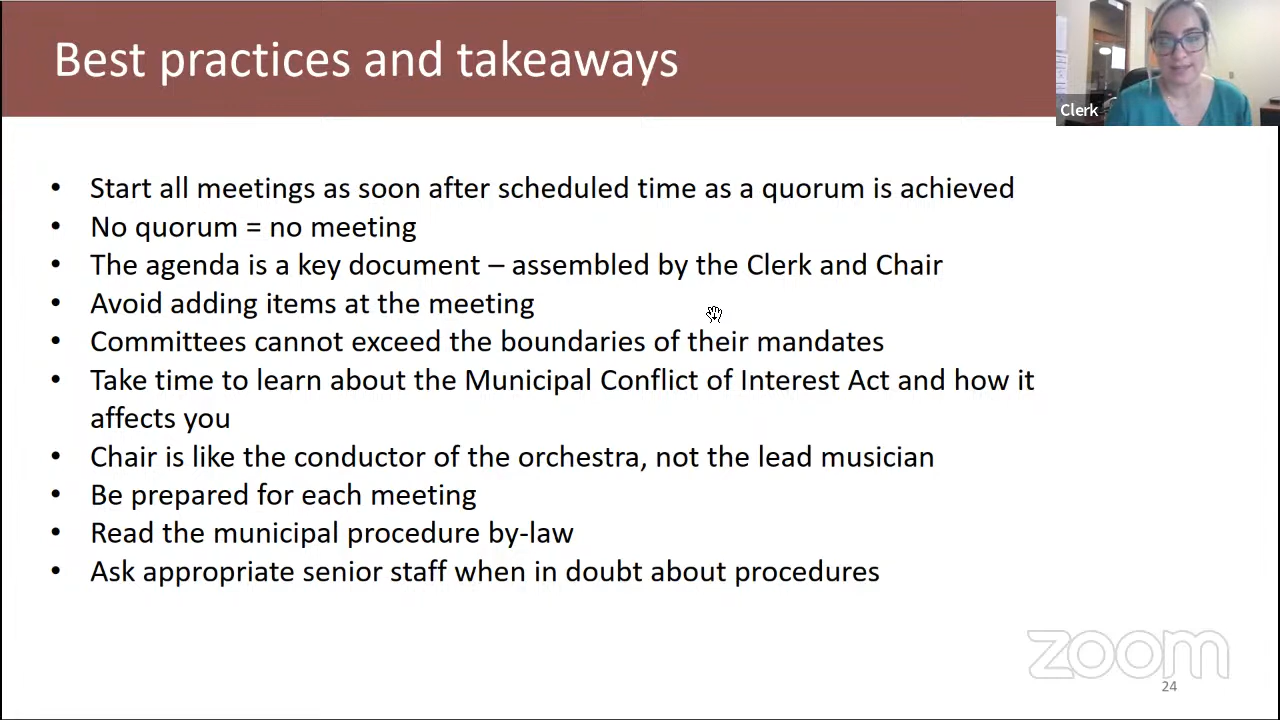 Best practices and takeaways
Clerk
• Start all meetings as soon after scheduled time as a quorum is achieved
• No quorum = no meeting
• The agenda is a key document – assembled by the Clerk and Chair
• Avoid adding items at the meeting
• Committees cannot exceed the boundaries of their mandates
• Take time to learn about the Municipal Conflict of Interest Act and how it
affects you
• Chair is like the conductor of the orchestra, not the lead musician
• Be prepared for each meeting
• Read the municipal procedure by-law
• Ask appropriate senior staff when in doubt about procedures
zoom
24